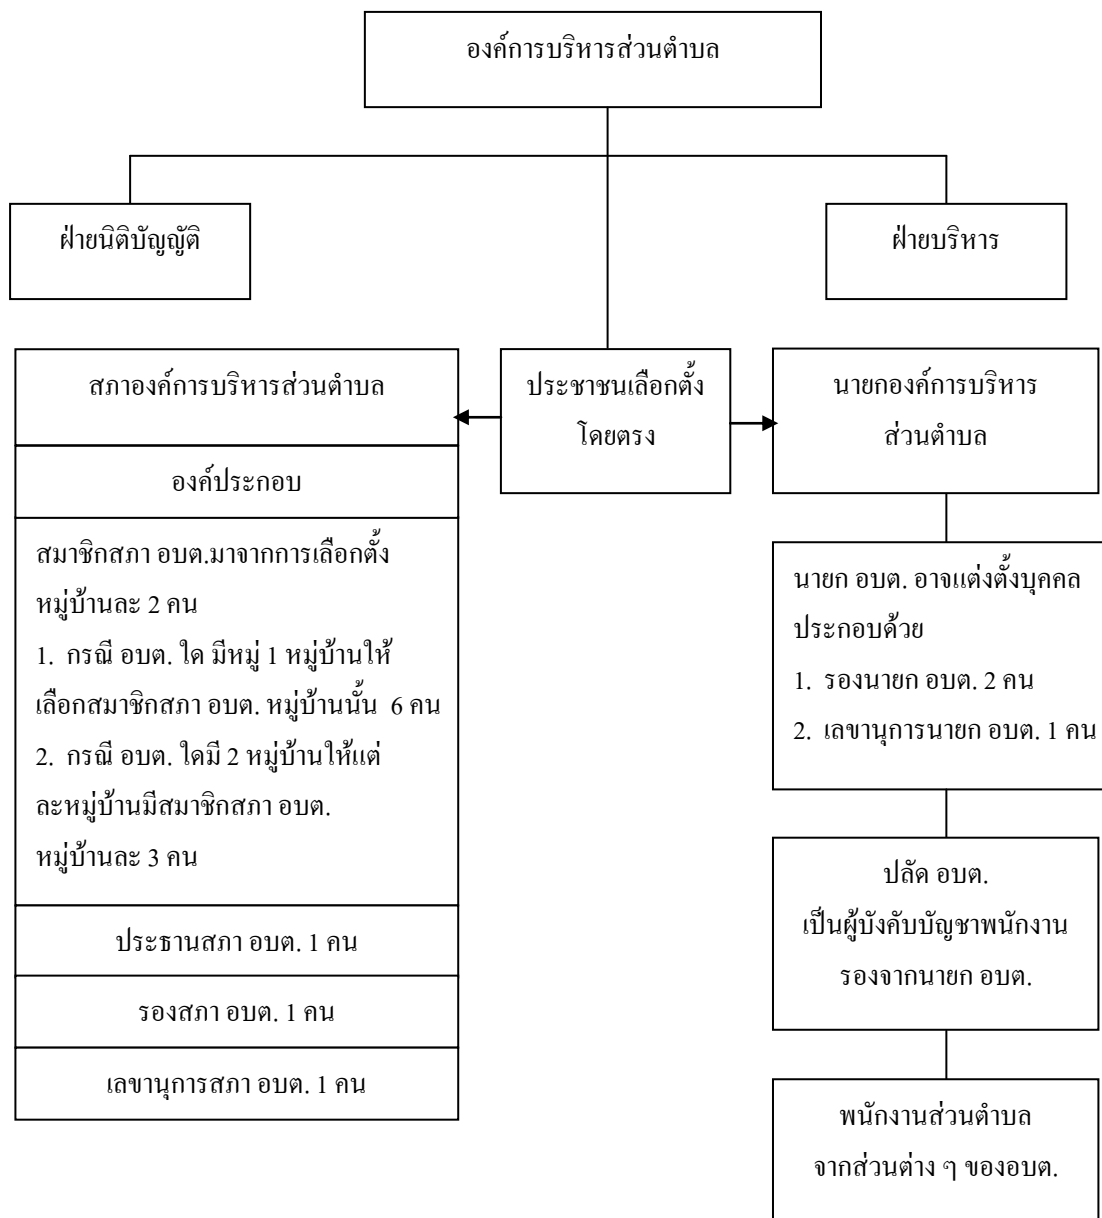 องค์การบริหารส่วนตำบล
ฝ่ายนิติบัญญัติ
ฝ่ายบริหาร
สภาองค์การบริหารส่วนตำบล
องค์ประกอบ
สมาชิกสภา อบต.มาจากการเลือกตั้ง
หมู่บ้านละ 2 คน
1. กรณี อบต. ใด มีหมู่ 1 หมู่บ้านให้
เลือกสมาชิกสภา อบต. หมู่บ้านนั้น 6 คน
2. กรณี อบต. ใดมี 2 หมู่บ้านให้แต่
ละหมู่บ้านมีสมาชิกสภา อบต.
หมู่บ้านละ 3 คน
ประธานสภา อบต. 1 คน
รองสภา อบต. 1 คน
เลขานุการสภา อบต. 1 คน
ประชาชนเลือกตั้ง
โดยตรง
นายกองค์การบริหาร
ส่วนตำบล
นายก อบต. อาจแต่งตั้งบุคคล
ประกอบด้วย
1. รองนายก อบต. 2 คน
2. เลขานุการนายก อบต. 1 คน
ปลัด อบต.
เป็นผู้บังคับบัญชาพนักงาน
รองจากนายก อบต.
พนักงานส่วนตำบล
จากส่วนต่าง ๆ ของอบต.